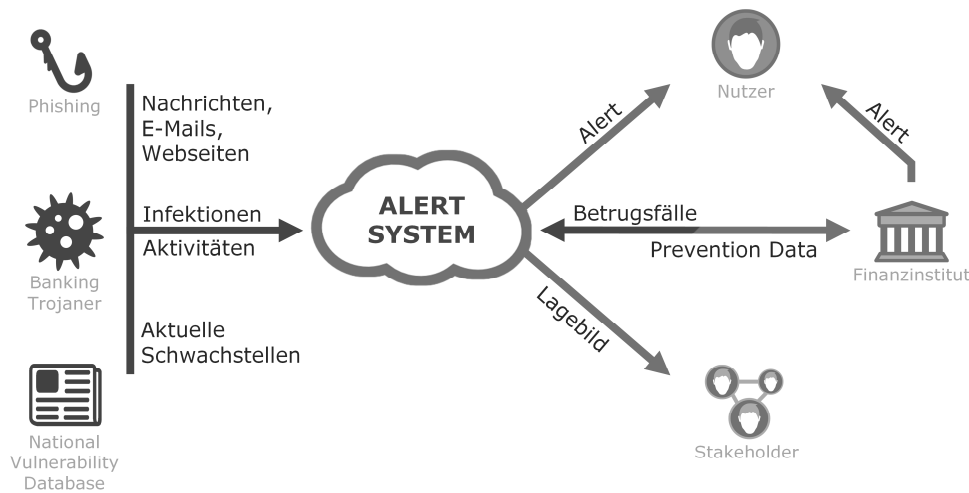 Phishing
Nachrichten,
E-Mails,
Webseiten
Banking
Trojaner
Infektionen
Aktivitäten
National
Vulnerability
Database
Aktuelle
Schwachstellen
ALERT
SYSTEM
Alert
Nutzer
Alert
Betrugsfälle
Prevention Data
Finanzinstitut
Lagebild
Stakeholder